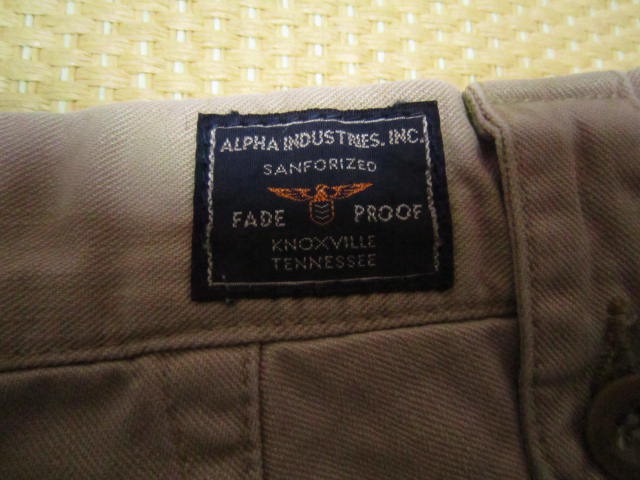 ALPHA INDUSTRIES. INC.
SANFORIZED
FADE PROOF
KNOXVILLE
TENNESSEE